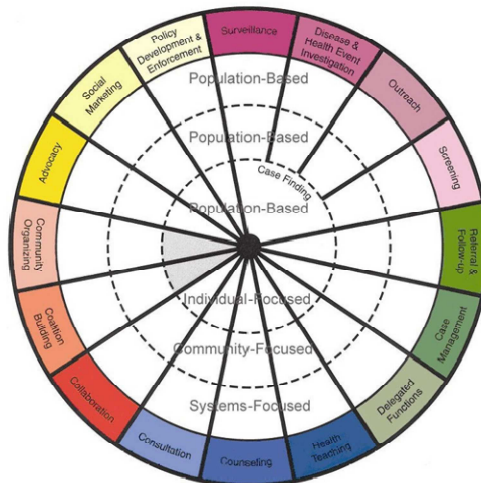 Surveillance
Disease &
Health Event
Investigation
Outreach
Screening
Referral &
Follow-up
Case
Management
Delegated
Functions
Health
Teaching
Counseling
Consultation
Collaboration
Coalition
Building
Community
Organizing
Advocacy
Social
Marketing
Policy
Development &
Enforcement
Population-Based
Population-Based
Case Finding
Population-Based
Individual-Focused
Community-Focused
Systems-Focused